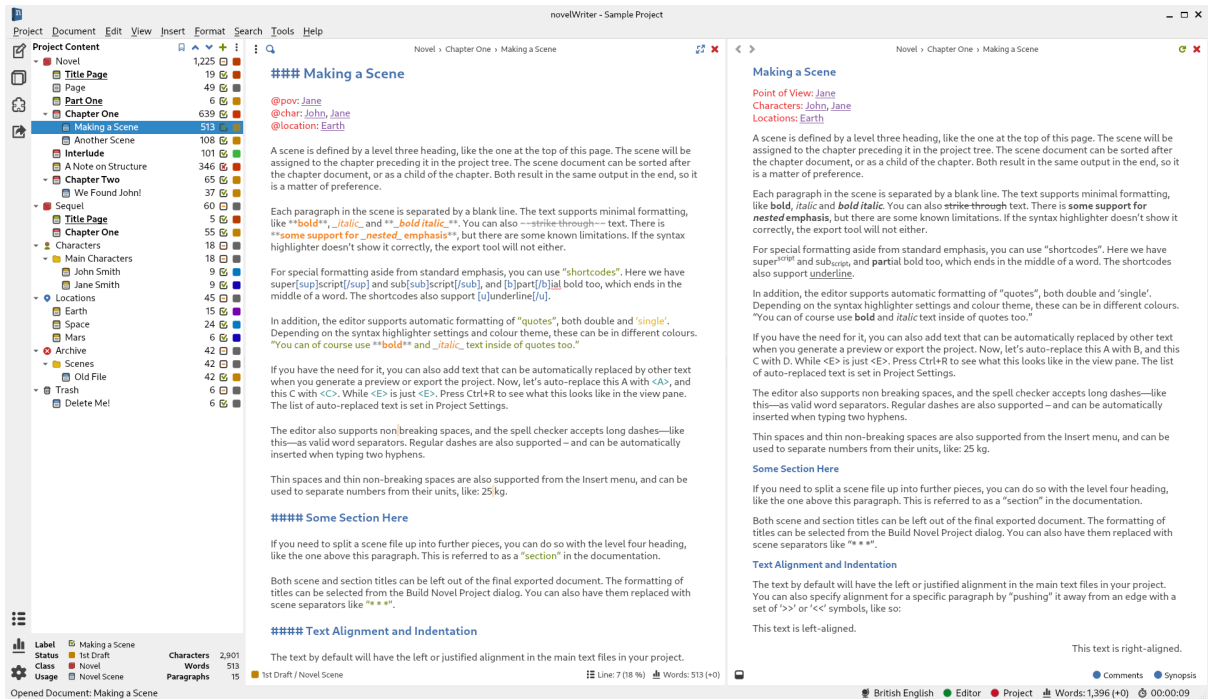 novelWriter - Sample Project
Project Document Edit View Insert Format Search Tools Help
Project Content
Novel 1,225
Title Page 19
Page 49
Part One 6
Chapter One 639
Making a Scene 513
Another Scene 108
Interlude 101
A Note on Structure 346
Chapter Two 65
We Found John! 37
Sequel 60
Title Page 5
Chapter One 55
Characters 18
Main Characters 18
John Smith 9
Jane Smith 9
Locations 45
Earth 15
Space 24
Mars 6
Archive 42
Scenes 42
Old File 42
Trash 6
Delete Me! 6
Label Making a Scene
Status 1st Draft Characters 2,901
Class Novel Words 513
Usage Novel Scene Paragraphs 15
Novel › Chapter One › Making a Scene
### Making a Scene
@pov: Jane
@char: John, Jane
@location: Earth
A scene is defined by a level three heading, like the one at the top of this page. The scene will be
assigned to the chapter preceding it in the project tree. The scene document can be sorted after
the chapter document, or as a child of the chapter. Both result in the same output in the end, so it
is a matter of preference.
Each paragraph in the scene is separated by a blank line. The text supports minimal formatting,
like **bold**, _italic_ and **_bold italic_**. You can also ~~strike through~~ text. There is
**some support for _nested_ emphasis**, but there are some known limitations. If the syntax
highlighter doesn’t show it correctly, the export tool will not either.
For special formatting aside from standard emphasis, you can use “shortcodes”. Here we have
super[sup]script[/sup] and sub[sub]script[/sub], and [b]part[/b]ial bold too, which ends in the
middle of a word. The shortcodes also support [u]underline[/u].
In addition, the editor supports automatic formatting of “quotes”, both double and ‘single’.
Depending on the syntax highlighter settings and colour theme, these can be in different colours.
“You can of course use **bold** and _italic_ text inside of quotes too.”
If you have the need for it, you can also add text that can be automatically replaced by other text
when you generate a preview or export the project. Now, let’s auto-replace this A with <A>, and
this C with <C>. While <E> is just <E>. Press Ctrl+R to see what this looks like in the view pane.
The list of auto-replaced text is set in Project Settings.
The editor also supports non breaking spaces, and the spell checker accepts long dashes—like
this—as valid word separators. Regular dashes are also supported – and can be automatically
inserted when typing two hyphens.
Thin spaces and thin non-breaking spaces are also supported from the Insert menu, and can be
used to separate numbers from their units, like: 25 kg.
#### Some Section Here
If you need to split a scene file up into further pieces, you can do so with the level four heading,
like the one above this paragraph. This is referred to as a “section” in the documentation.
Both scene and section titles can be left out of the final exported document. The formatting of
titles can be selected from the Build Novel Project dialog. You can also have them replaced with
scene separators like “* * *”.
#### Text Alignment and Indentation
The text by default will have the left or justified alignment in the main text files in your project.
1st Draft / Novel Scene Line: 7 (18 %) Words: 513 (+0)
Novel › Chapter One › Making a Scene
Making a Scene
Point of View: Jane
Characters: John, Jane
Locations: Earth
A scene is defined by a level three heading, like the one at the top of this page. The scene will be
assigned to the chapter preceding it in the project tree. The scene document can be sorted after
the chapter document, or as a child of the chapter. Both result in the same output in the end, so it
is a matter of preference.
Each paragraph in the scene is separated by a blank line. The text supports minimal formatting,
like bold, italic and bold italic. You can also strike through text. There is some support for
nested emphasis, but there are some known limitations. If the syntax highlighter doesn’t show it
correctly, the export tool will not either.
For special formatting aside from standard emphasis, you can use “shortcodes”. Here we have
superscript and subscript, and partial bold too, which ends in the middle of a word. The shortcodes
also support underline.
In addition, the editor supports automatic formatting of “quotes”, both double and ‘single’.
Depending on the syntax highlighter settings and colour theme, these can be in different colours.
“You can of course use bold and italic text inside of quotes too.”
If you have the need for it, you can also add text that can be automatically replaced by other text
when you generate a preview or export the project. Now, let’s auto-replace this A with B, and this
C with D. While <E> is just <E>. Press Ctrl+R to see what this looks like in the view pane. The list
of auto-replaced text is set in Project Settings.
The editor also supports non breaking spaces, and the spell checker accepts long dashes—like
this—as valid word separators. Regular dashes are also supported – and can be automatically
inserted when typing two hyphens.
Thin spaces and thin non-breaking spaces are also supported from the Insert menu, and can be
used to separate numbers from their units, like: 25 kg.
Some Section Here
If you need to split a scene file up into further pieces, you can do so with the level four heading,
like the one above this paragraph. This is referred to as a “section” in the documentation.
Both scene and section titles can be left out of the final exported document. The formatting of
titles can be selected from the Build Novel Project dialog. You can also have them replaced with
scene separators like “* * *”.
Text Alignment and Indentation
The text by default will have the left or justified alignment in the main text files in your project.
You can also specify alignment for a specific paragraph by “pushing” it away from an edge with a
set of ‘>>’ or ‘<<’ symbols, like so:
This text is left-aligned.
This text is right-aligned.
Comments Synopsis
Opened Document: Making a Scene
British English Editor Project Words: 1,396 (+0) 00:00:09